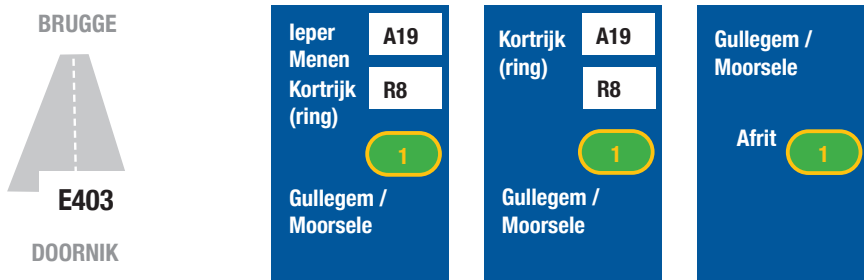 BRUGGE
E403
DOORNIK
Ieper A19
Menen
Kortrijk R8
(ring)
1
Gullegem /
Moorsele
Kortrijk A19
(ring)
R8
1
Gullegem /
Moorsele
Gullegem /
Moorsele
Afrit 1